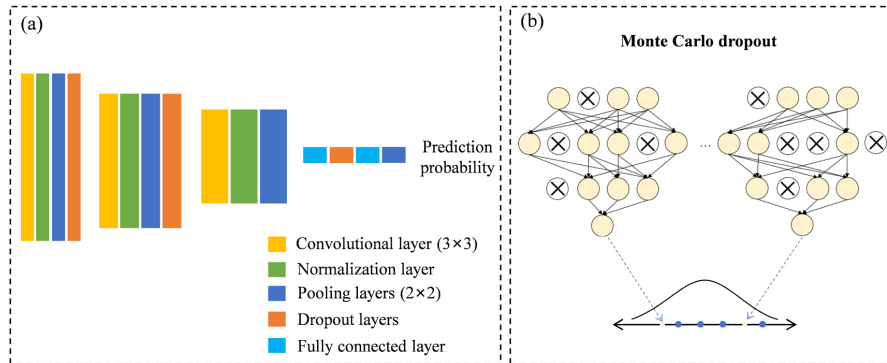 (a)
Prediction
probability
Convolutional layer (3×3)
Normalization layer
Pooling layers (2×2)
Dropout layers
Fully connected layer
(b)
Monte Carlo dropout
...